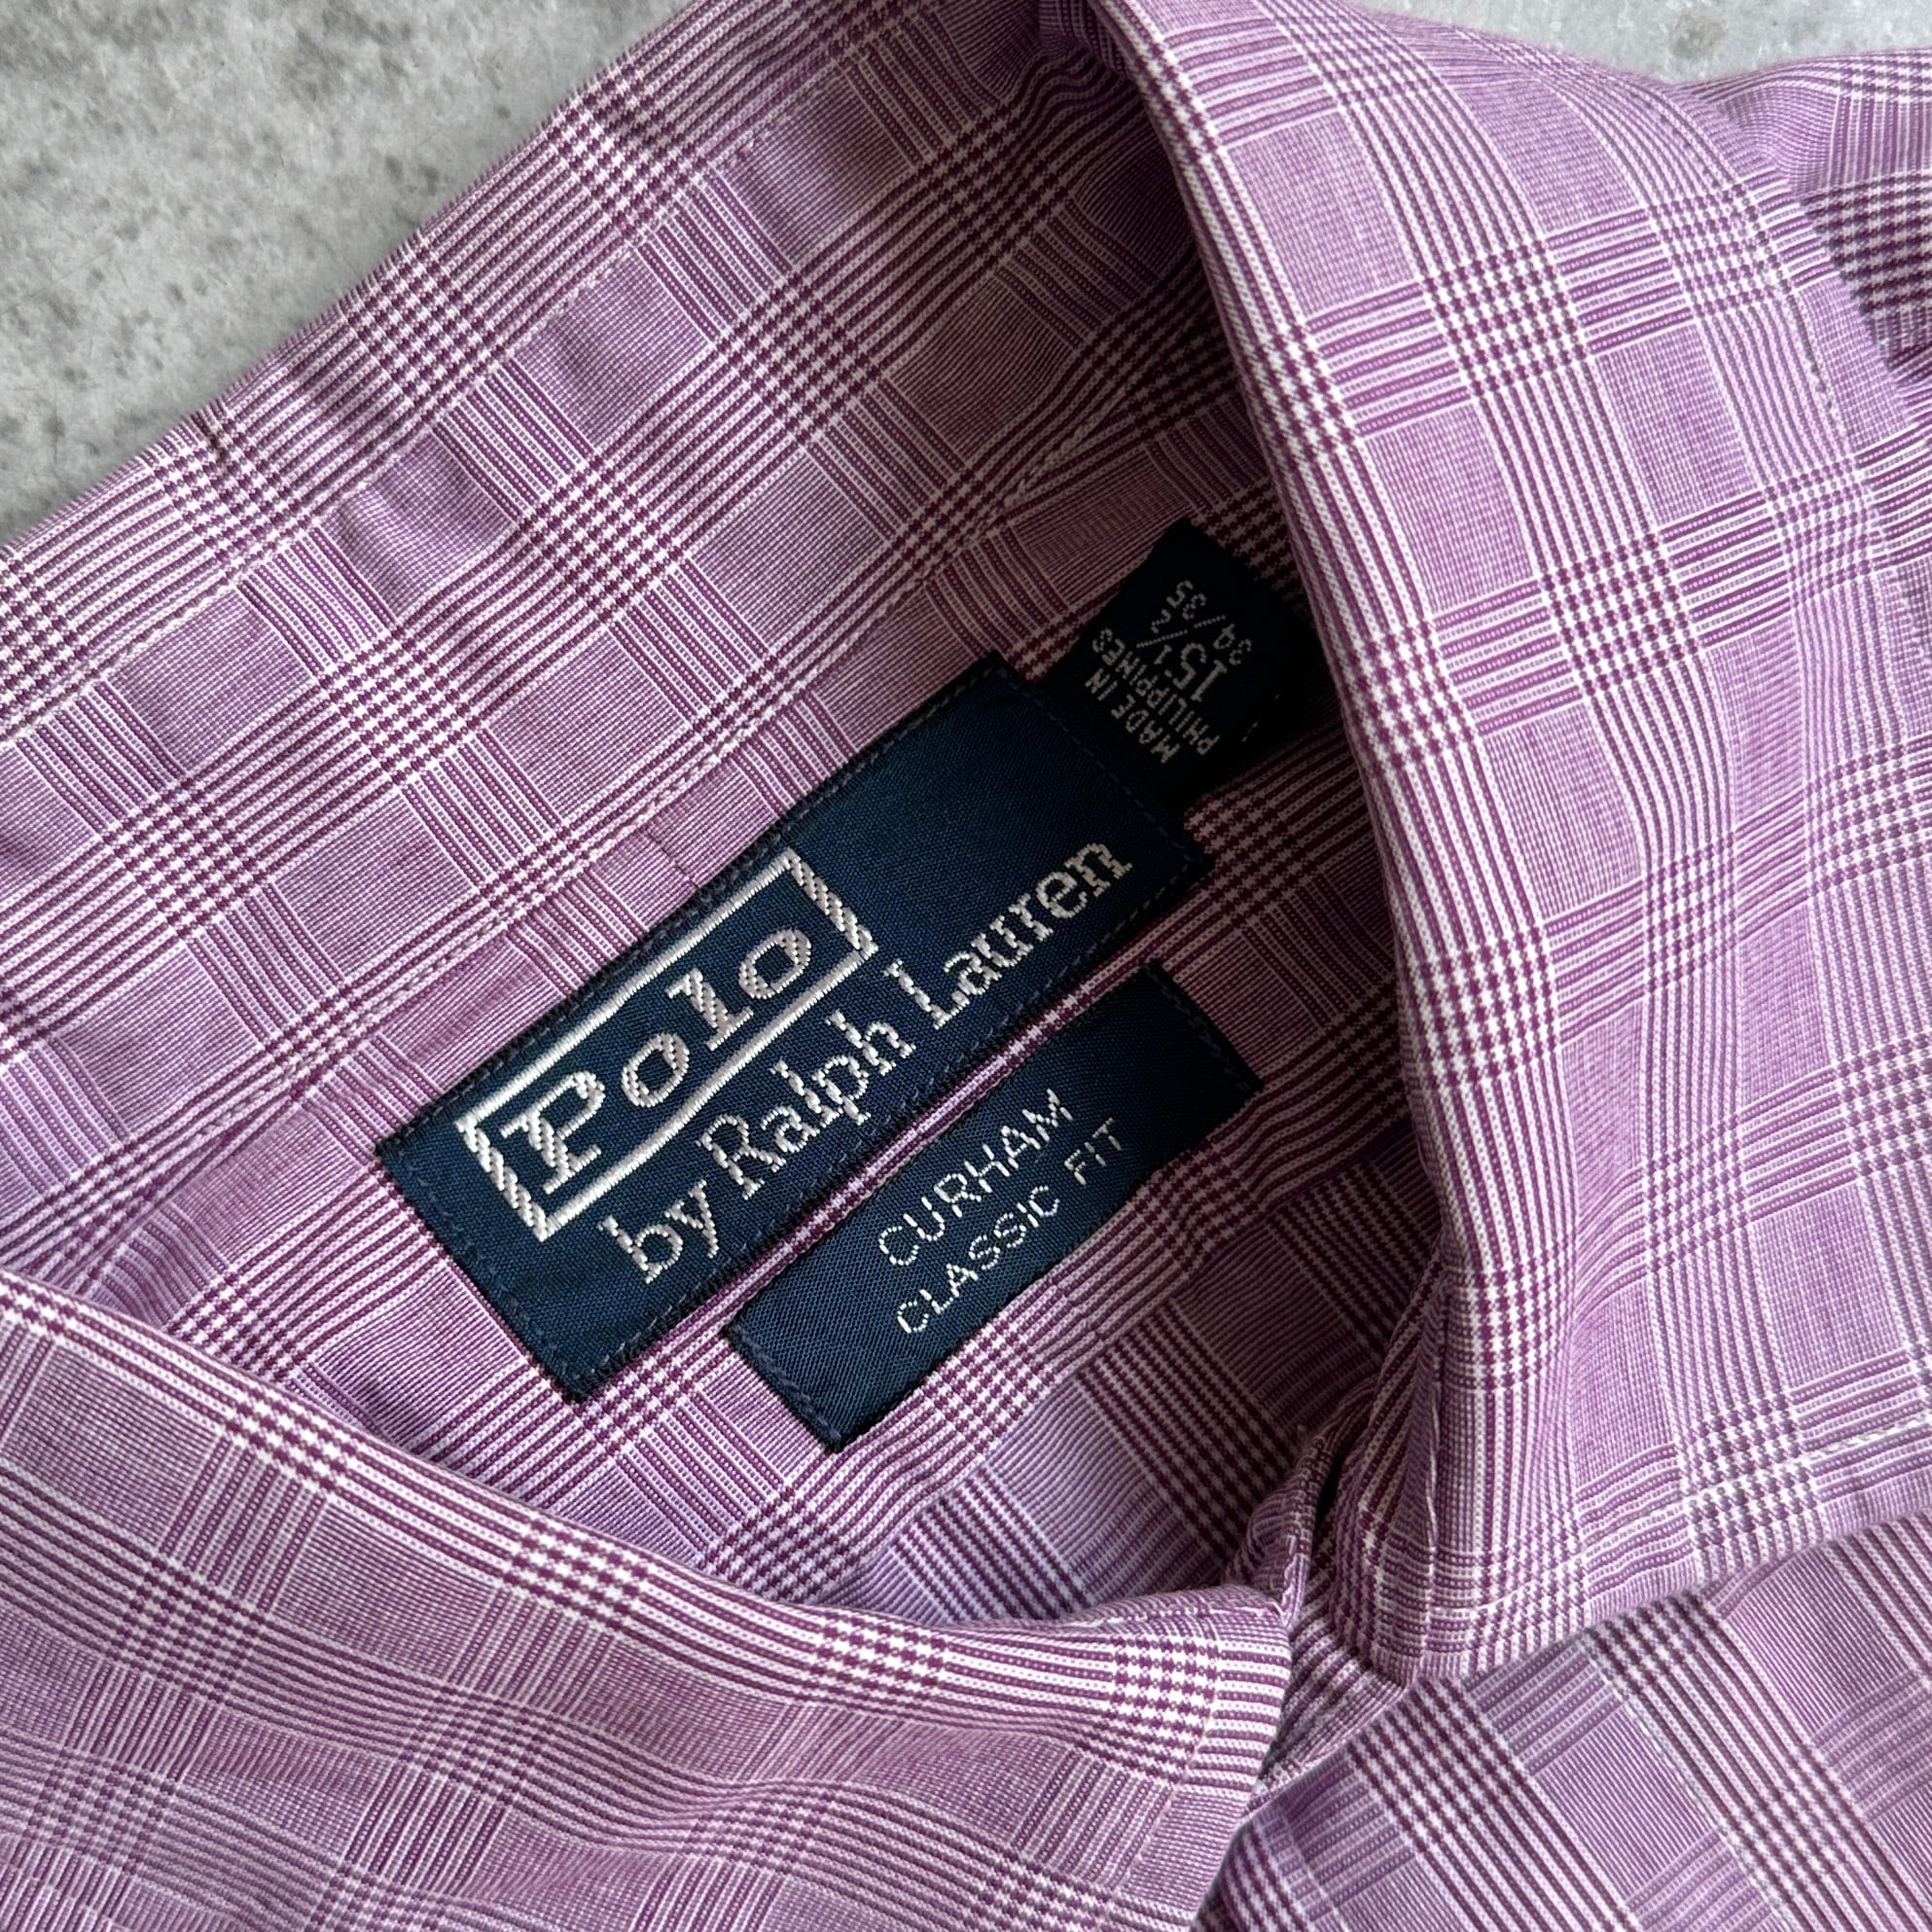 Polo
by Ralph Lauren
CURHAM
CLASSIC FIT
MADE IN
PHILIPPINES
15½
34/35